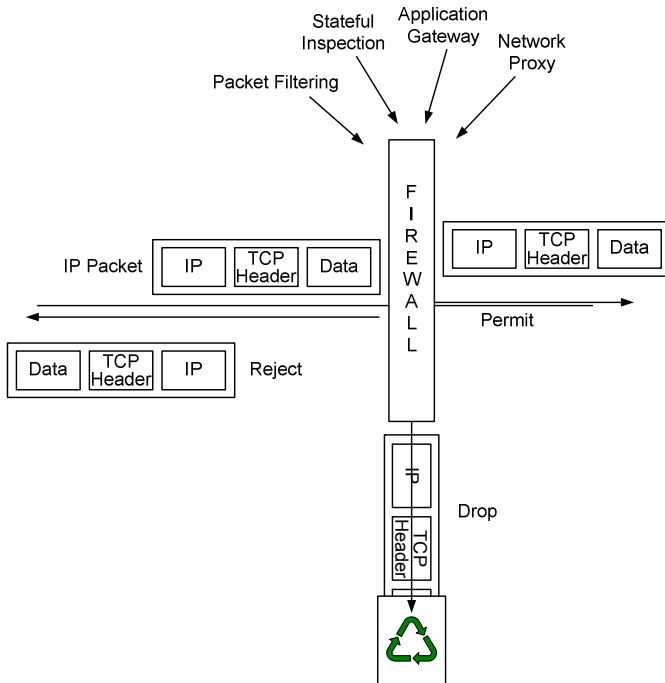 Stateful
Inspection
Application
Gateway
Network
Proxy
Packet Filtering
FIREWALL
IP Packet
IP
TCP
Header
Data
IP
TCP
Header
Data
Permit
Data
TCP
Header
IP
Reject
IP
TCP
Header
Drop